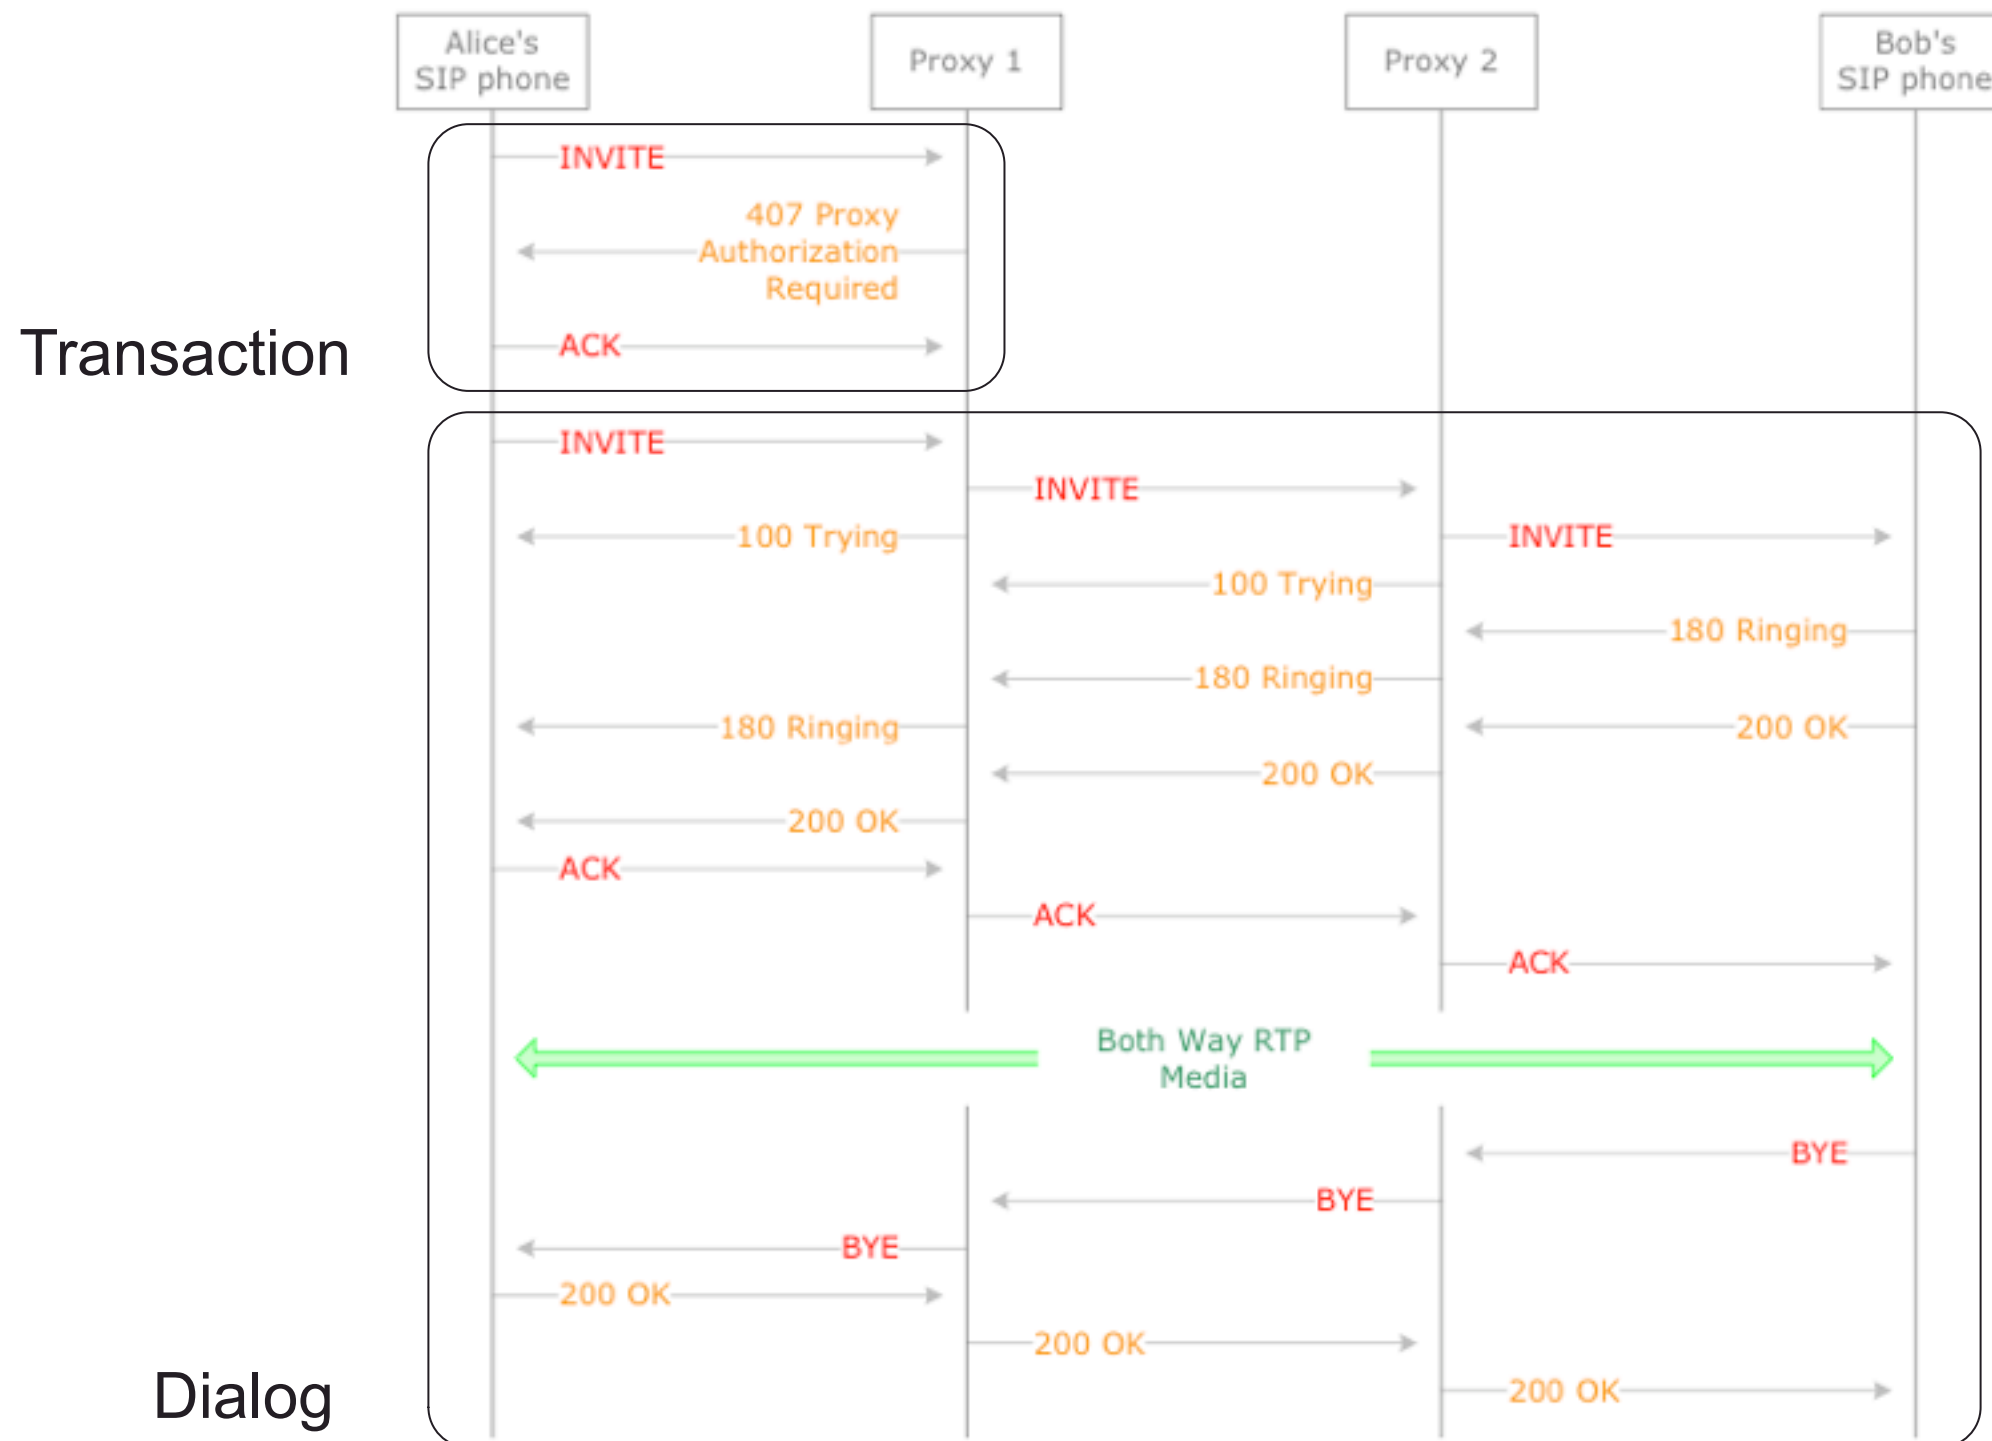 Alice's
SIP phone
Proxy 1
Proxy 2
Bob's
SIP phone
INVITE
407 Proxy
Authorization
Required
ACK
Transaction
INVITE
INVITE
100 Trying
INVITE
100 Trying
180 Ringing
180 Ringing
180 Ringing
200 OK
200 OK
200 OK
ACK
ACK
ACK
Both Way RTP
Media
BYE
BYE
BYE
200 OK
200 OK
200 OK
Dialog